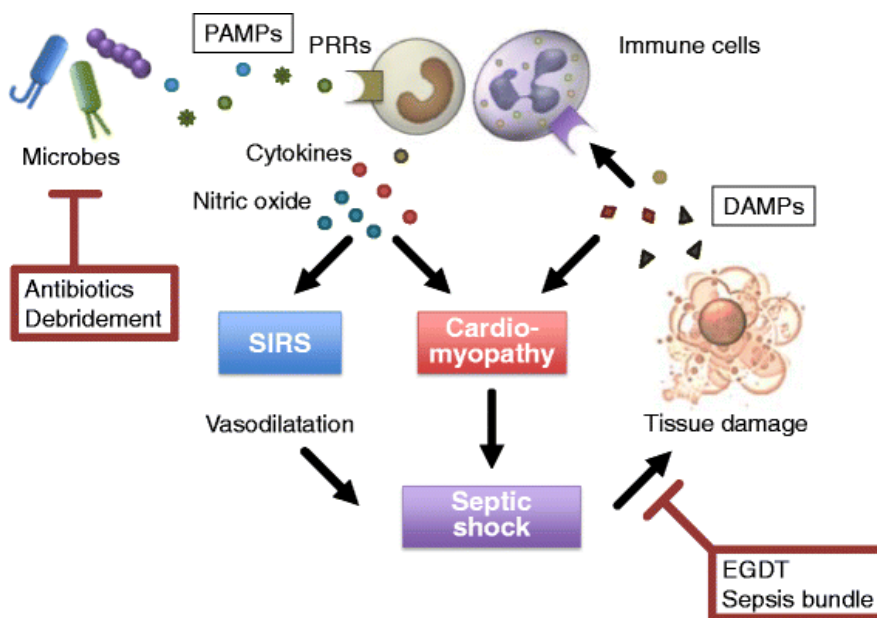 PAMPs
PRRs
Immune cells
Microbes
Cytokines
Nitric oxide
DAMPs
Antibiotics
Debridement
SIRS
Cardio-
myopathy
Vasodilatation
Tissue damage
Septic
shock
EGDT
Sepsis bundle